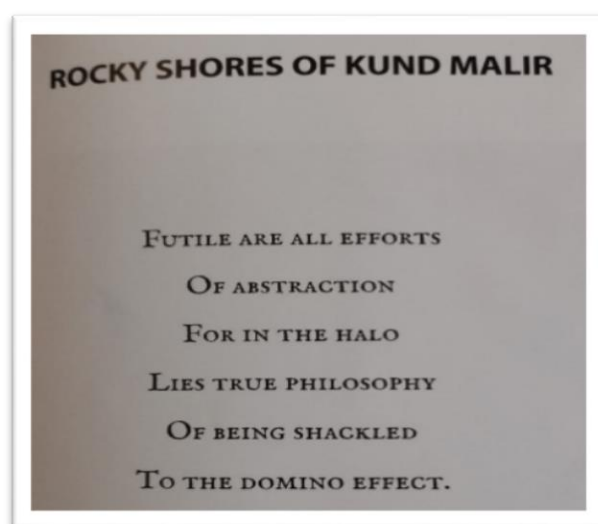 ROCKY SHORES OF KUND MALIR
FUTILE ARE ALL EFFORTS
OF ABSTRACTION
FOR IN THE HALO
LIES TRUE PHILOSOPHY
OF BEING SHACKLED
TO THE DOMINO EFFECT.